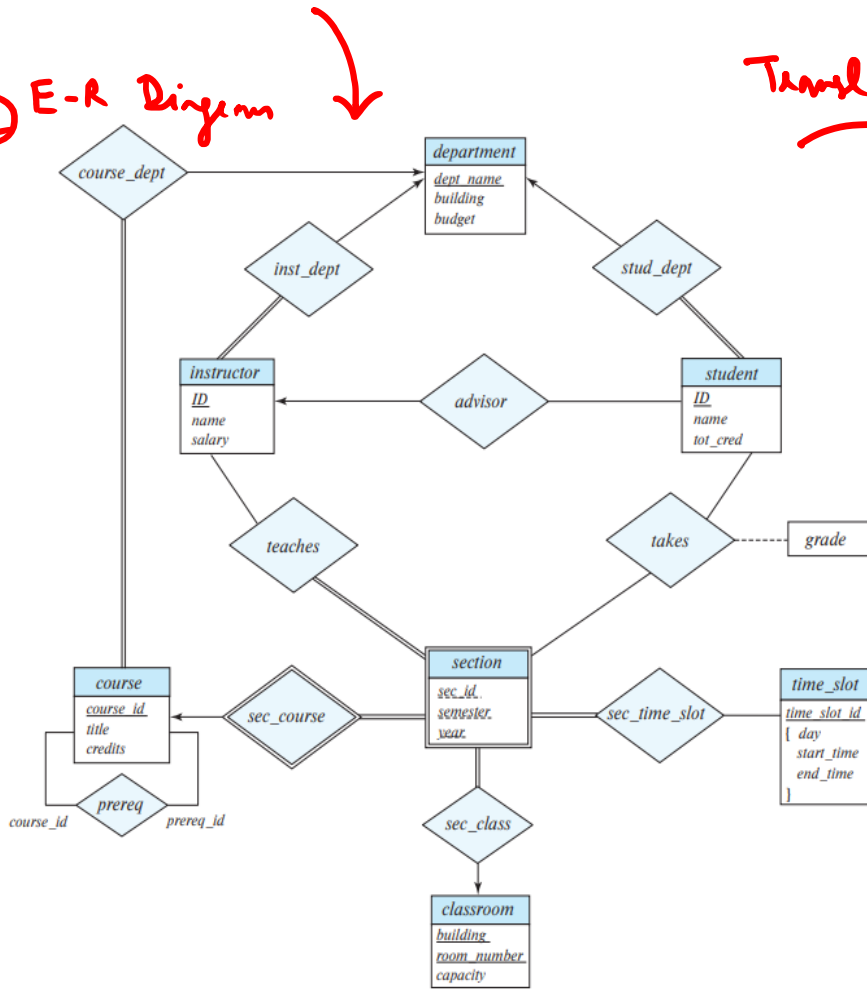 E-R Diagram
course_dept
department
dept_name
building
budget
inst_dept
stud_dept
instructor
ID
name
salary
advisor
student
ID
name
tot_cred
teaches
takes
grade
course
course_id
title
credits
sec_course
section
sec_id
semester
year
sec_time_slot
time_slot
time_slot_id
{ day
start_time
end_time
}
prereq
course_id
prereq_id
sec_class
classroom
building
room_number
capacity